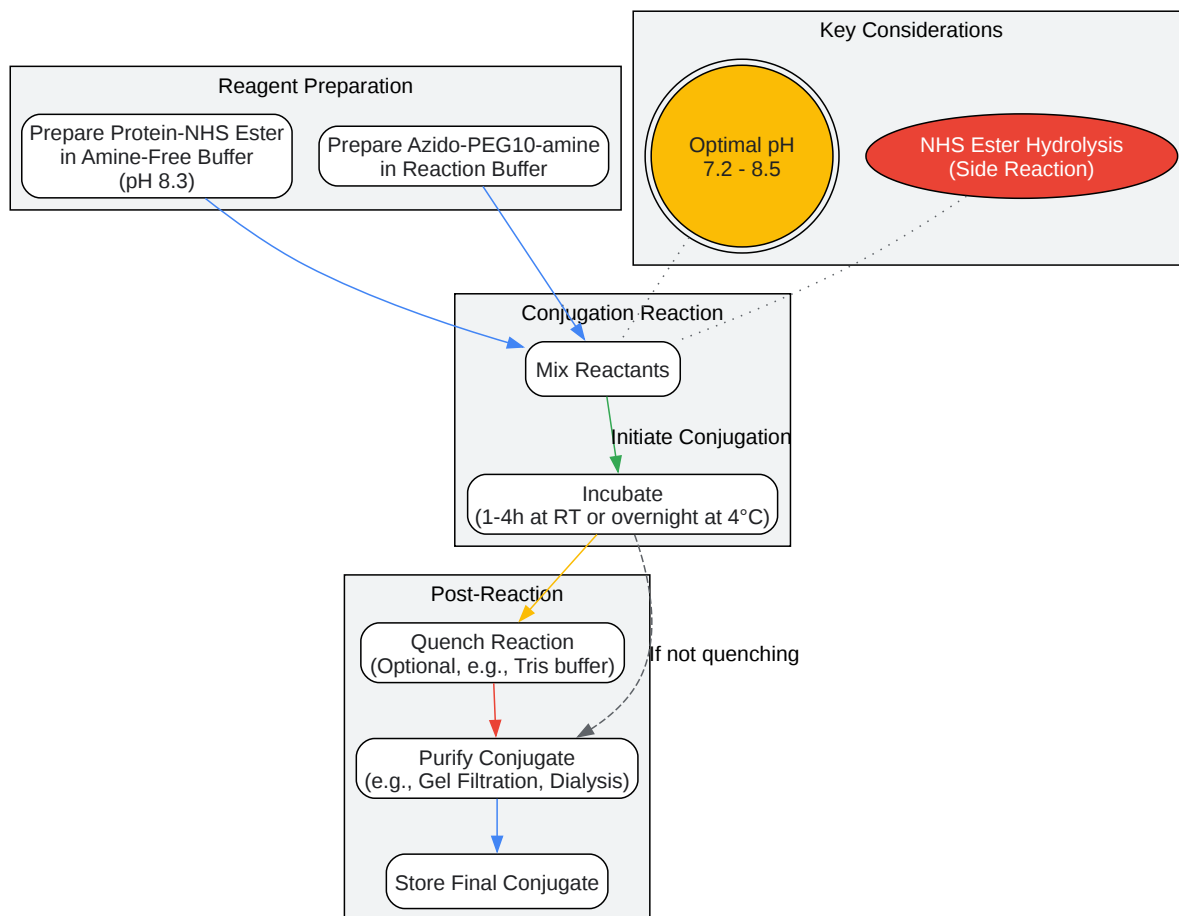 Key Considerations
Reagent Preparation
Prepare Protein-NHS Ester
in Amine-Free Buffer
(pH 8.3)
Prepare Azido-PEG10-amine
in Reaction Buffer
Optimal pH
7.2 - 8.5
NHS Ester Hydrolysis
(Side Reaction)
Conjugation Reaction
Mix Reactants
Initiate Conjugation
Incubate
(1-4h at RT or overnight at 4°C)
Post-Reaction
Quench Reaction
(Optional, e.g., Tris buffer)
If not quenching
Purify Conjugate
(e.g., Gel Filtration, Dialysis)
Store Final Conjugate